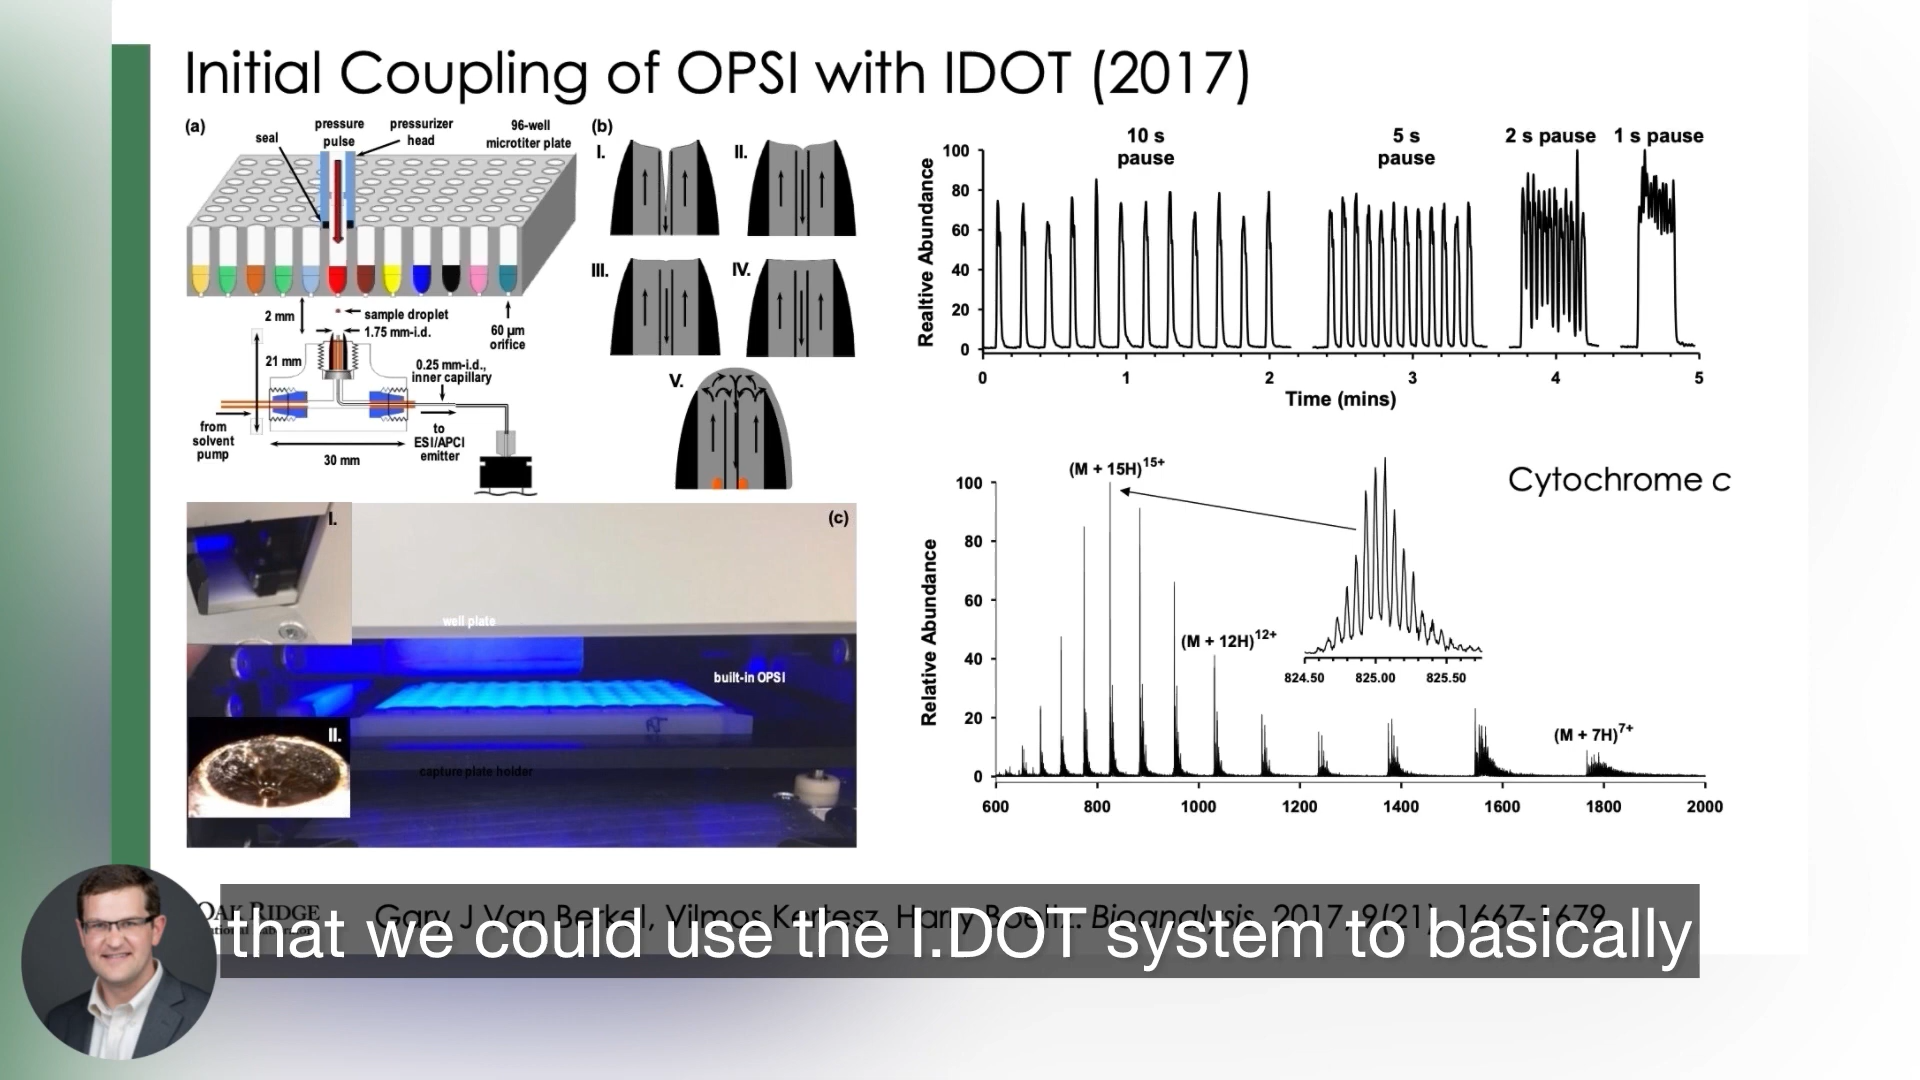 Initial Coupling of OPSI with IDOT (2017)
(a)
seal
pressure
pulse
pressurizer
head
96-well
microtiter plate
2 mm
sample droplet
1.75 mm-i.d.
60 µm
orifice
21 mm
0.25 mm-i.d.,
inner capillary
from
solvent
pump
30 mm
to
ESI/APCI
emitter
(b)
I.
II.
III.
IV.
V.
(c)
I.
well plate
built-in OPSI
II.
capture plate holder
10 s
pause
5 s
pause
2 s pause
1 s pause
Realtive Abundance
100
80
60
40
20
0
0
1
2
3
4
5
Time (mins)
Cytochrome c
Relative Abundance
100
80
60
40
20
0
(M + 15H)15+
(M + 12H)12+
(M + 7H)7+
824.50
825.00
825.50
600
800
1000
1200
1400
1600
1800
2000
OAK RIDGE
Gary J Van Berkel, Vilmos Kertesz, Harry Boeltz. Bioanalysis, 2017, 9(21), 1667-1679
that we could use the I.DOT system to basically